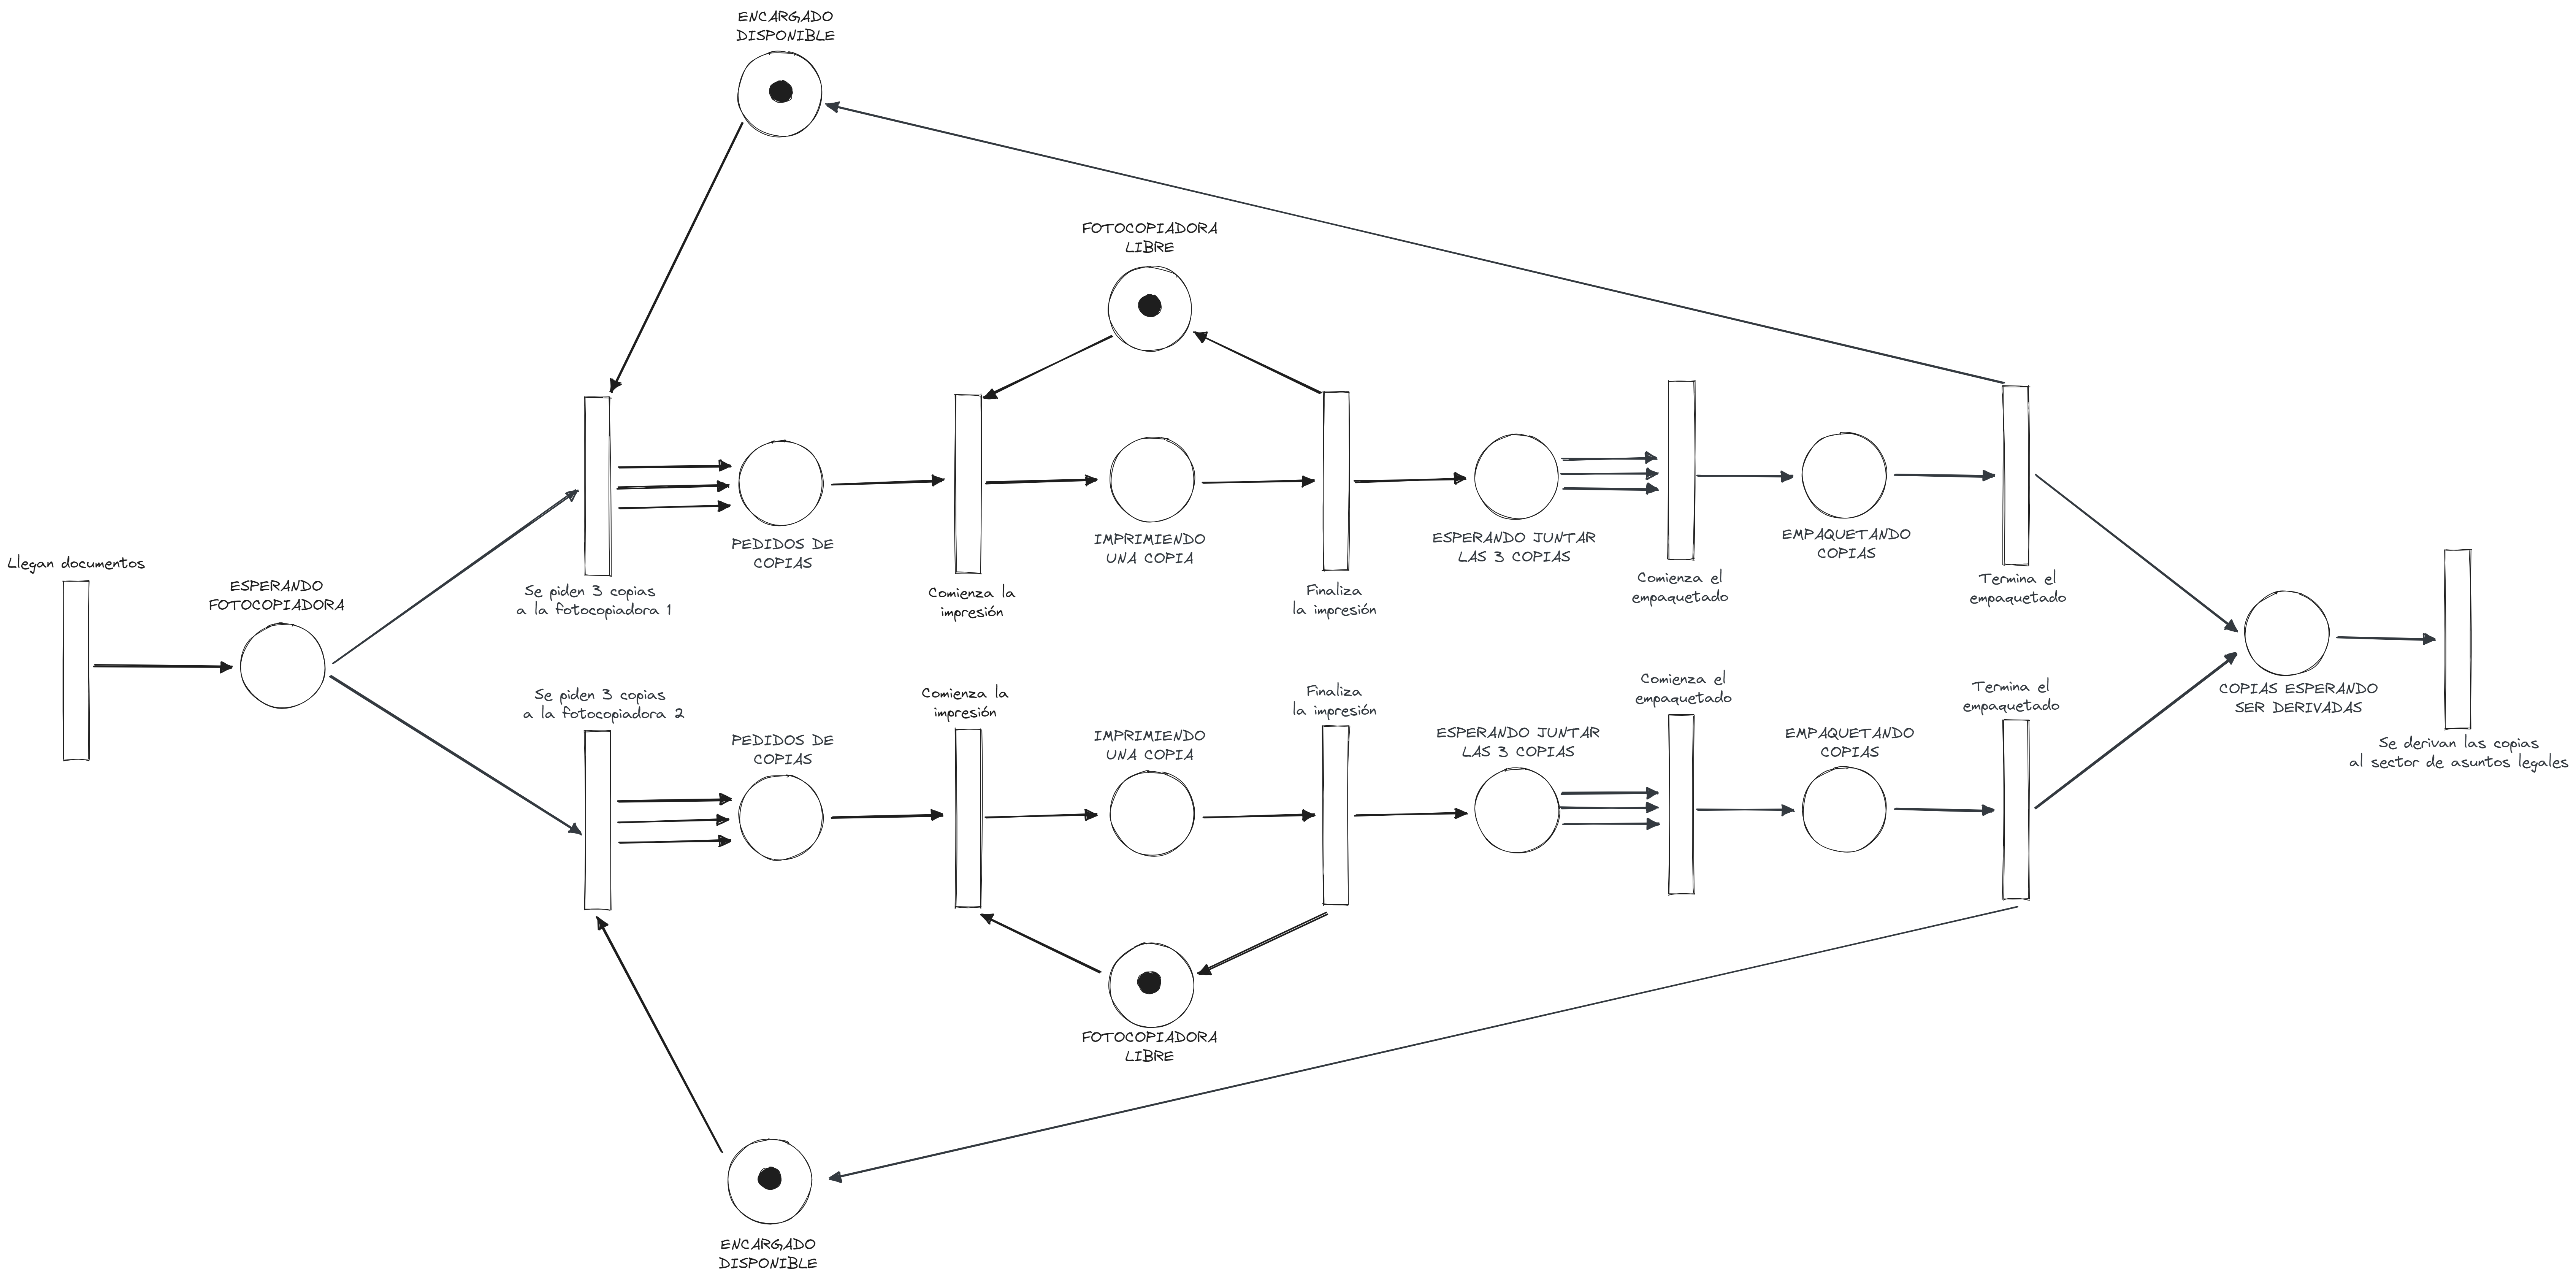 ENCARGADO
DISPONIBLE
FOTOCOPIADORA
LIBRE
Llegan documentos
ESPERANDO
FOTOCOPIADORA
Se piden 3 copias
a la fotocopiadora 1
PEDIDOS DE
COPIAS
Comienza la
impresión
IMPRIMIENDO
UNA COPIA
Finaliza
la impresión
ESPERANDO JUNTAR
LAS 3 COPIAS
Comienza el
empaquetado
EMPAQUETANDO
COPIAS
Termina el
empaquetado
Se piden 3 copias
a la fotocopiadora 2
PEDIDOS DE
COPIAS
Comienza la
impresión
IMPRIMIENDO
UNA COPIA
Finaliza
la impresión
ESPERANDO JUNTAR
LAS 3 COPIAS
Comienza el
empaquetado
EMPAQUETANDO
COPIAS
Termina el
empaquetado
COPIAS ESPERANDO
SER DERIVADAS
Se derivan las copias
al sector de asuntos legales
FOTOCOPIADORA
LIBRE
ENCARGADO
DISPONIBLE